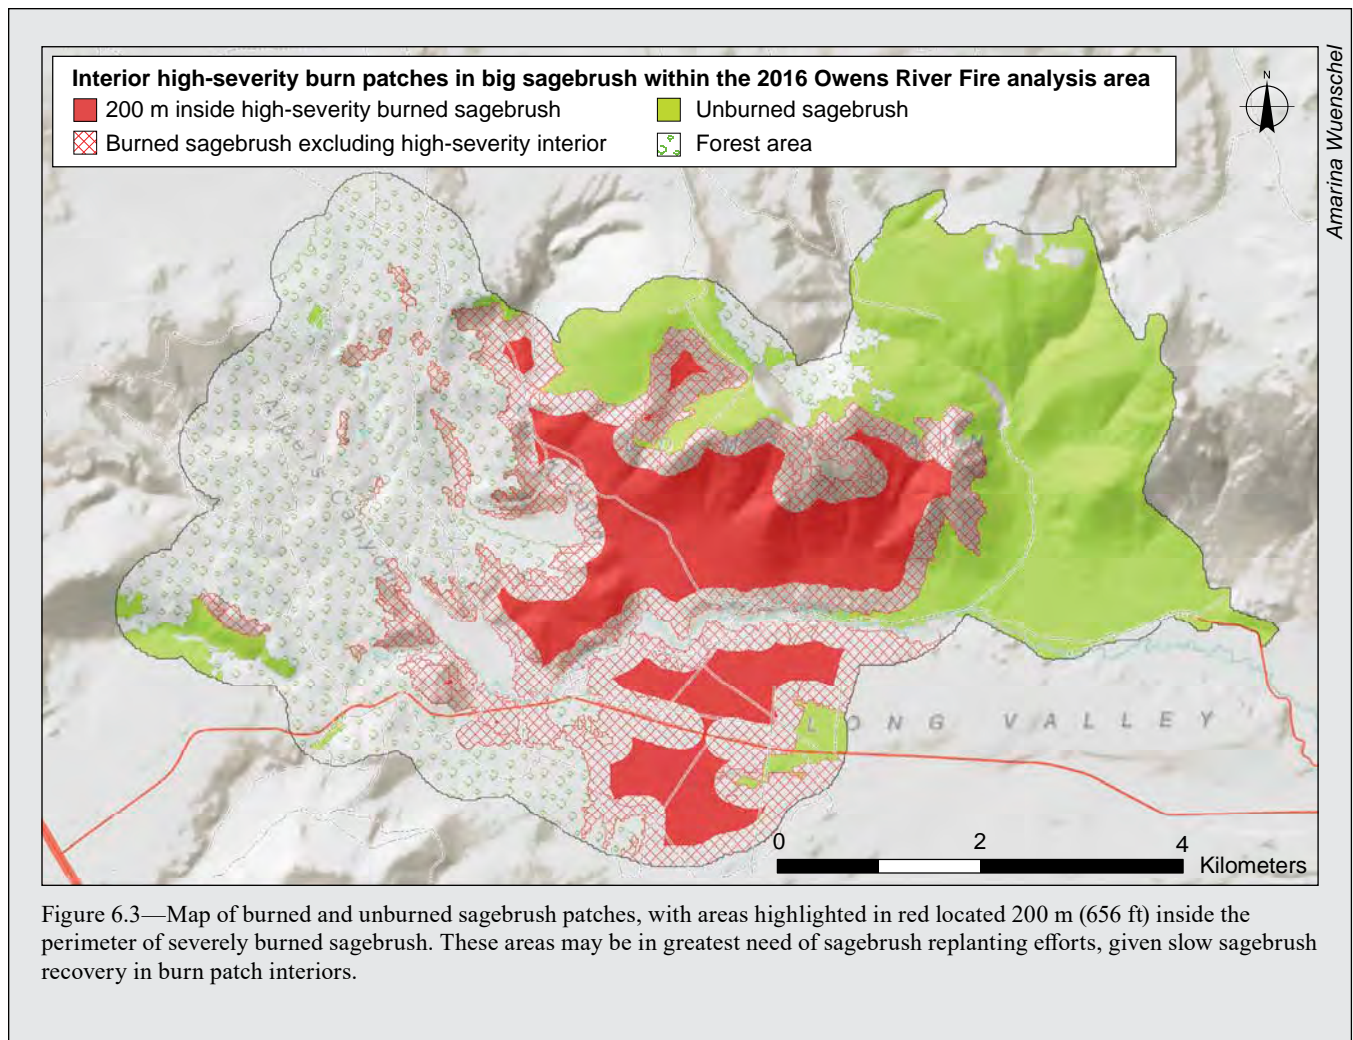 Interior high-severity burn patches in big sagebrush within the 2016 Owens River Fire analysis area
200 m inside high-severity burned sagebrush
Unburned sagebrush
Burned sagebrush excluding high-severity interior
Forest area
N
Amarina Wuenschel
LONG VALLEY
0 2 4
Kilometers
Figure 6.3—Map of burned and unburned sagebrush patches, with areas highlighted in red located 200 m (656 ft) inside the
perimeter of severely burned sagebrush. These areas may be in greatest need of sagebrush replanting efforts, given slow sagebrush
recovery in burn patch interiors.